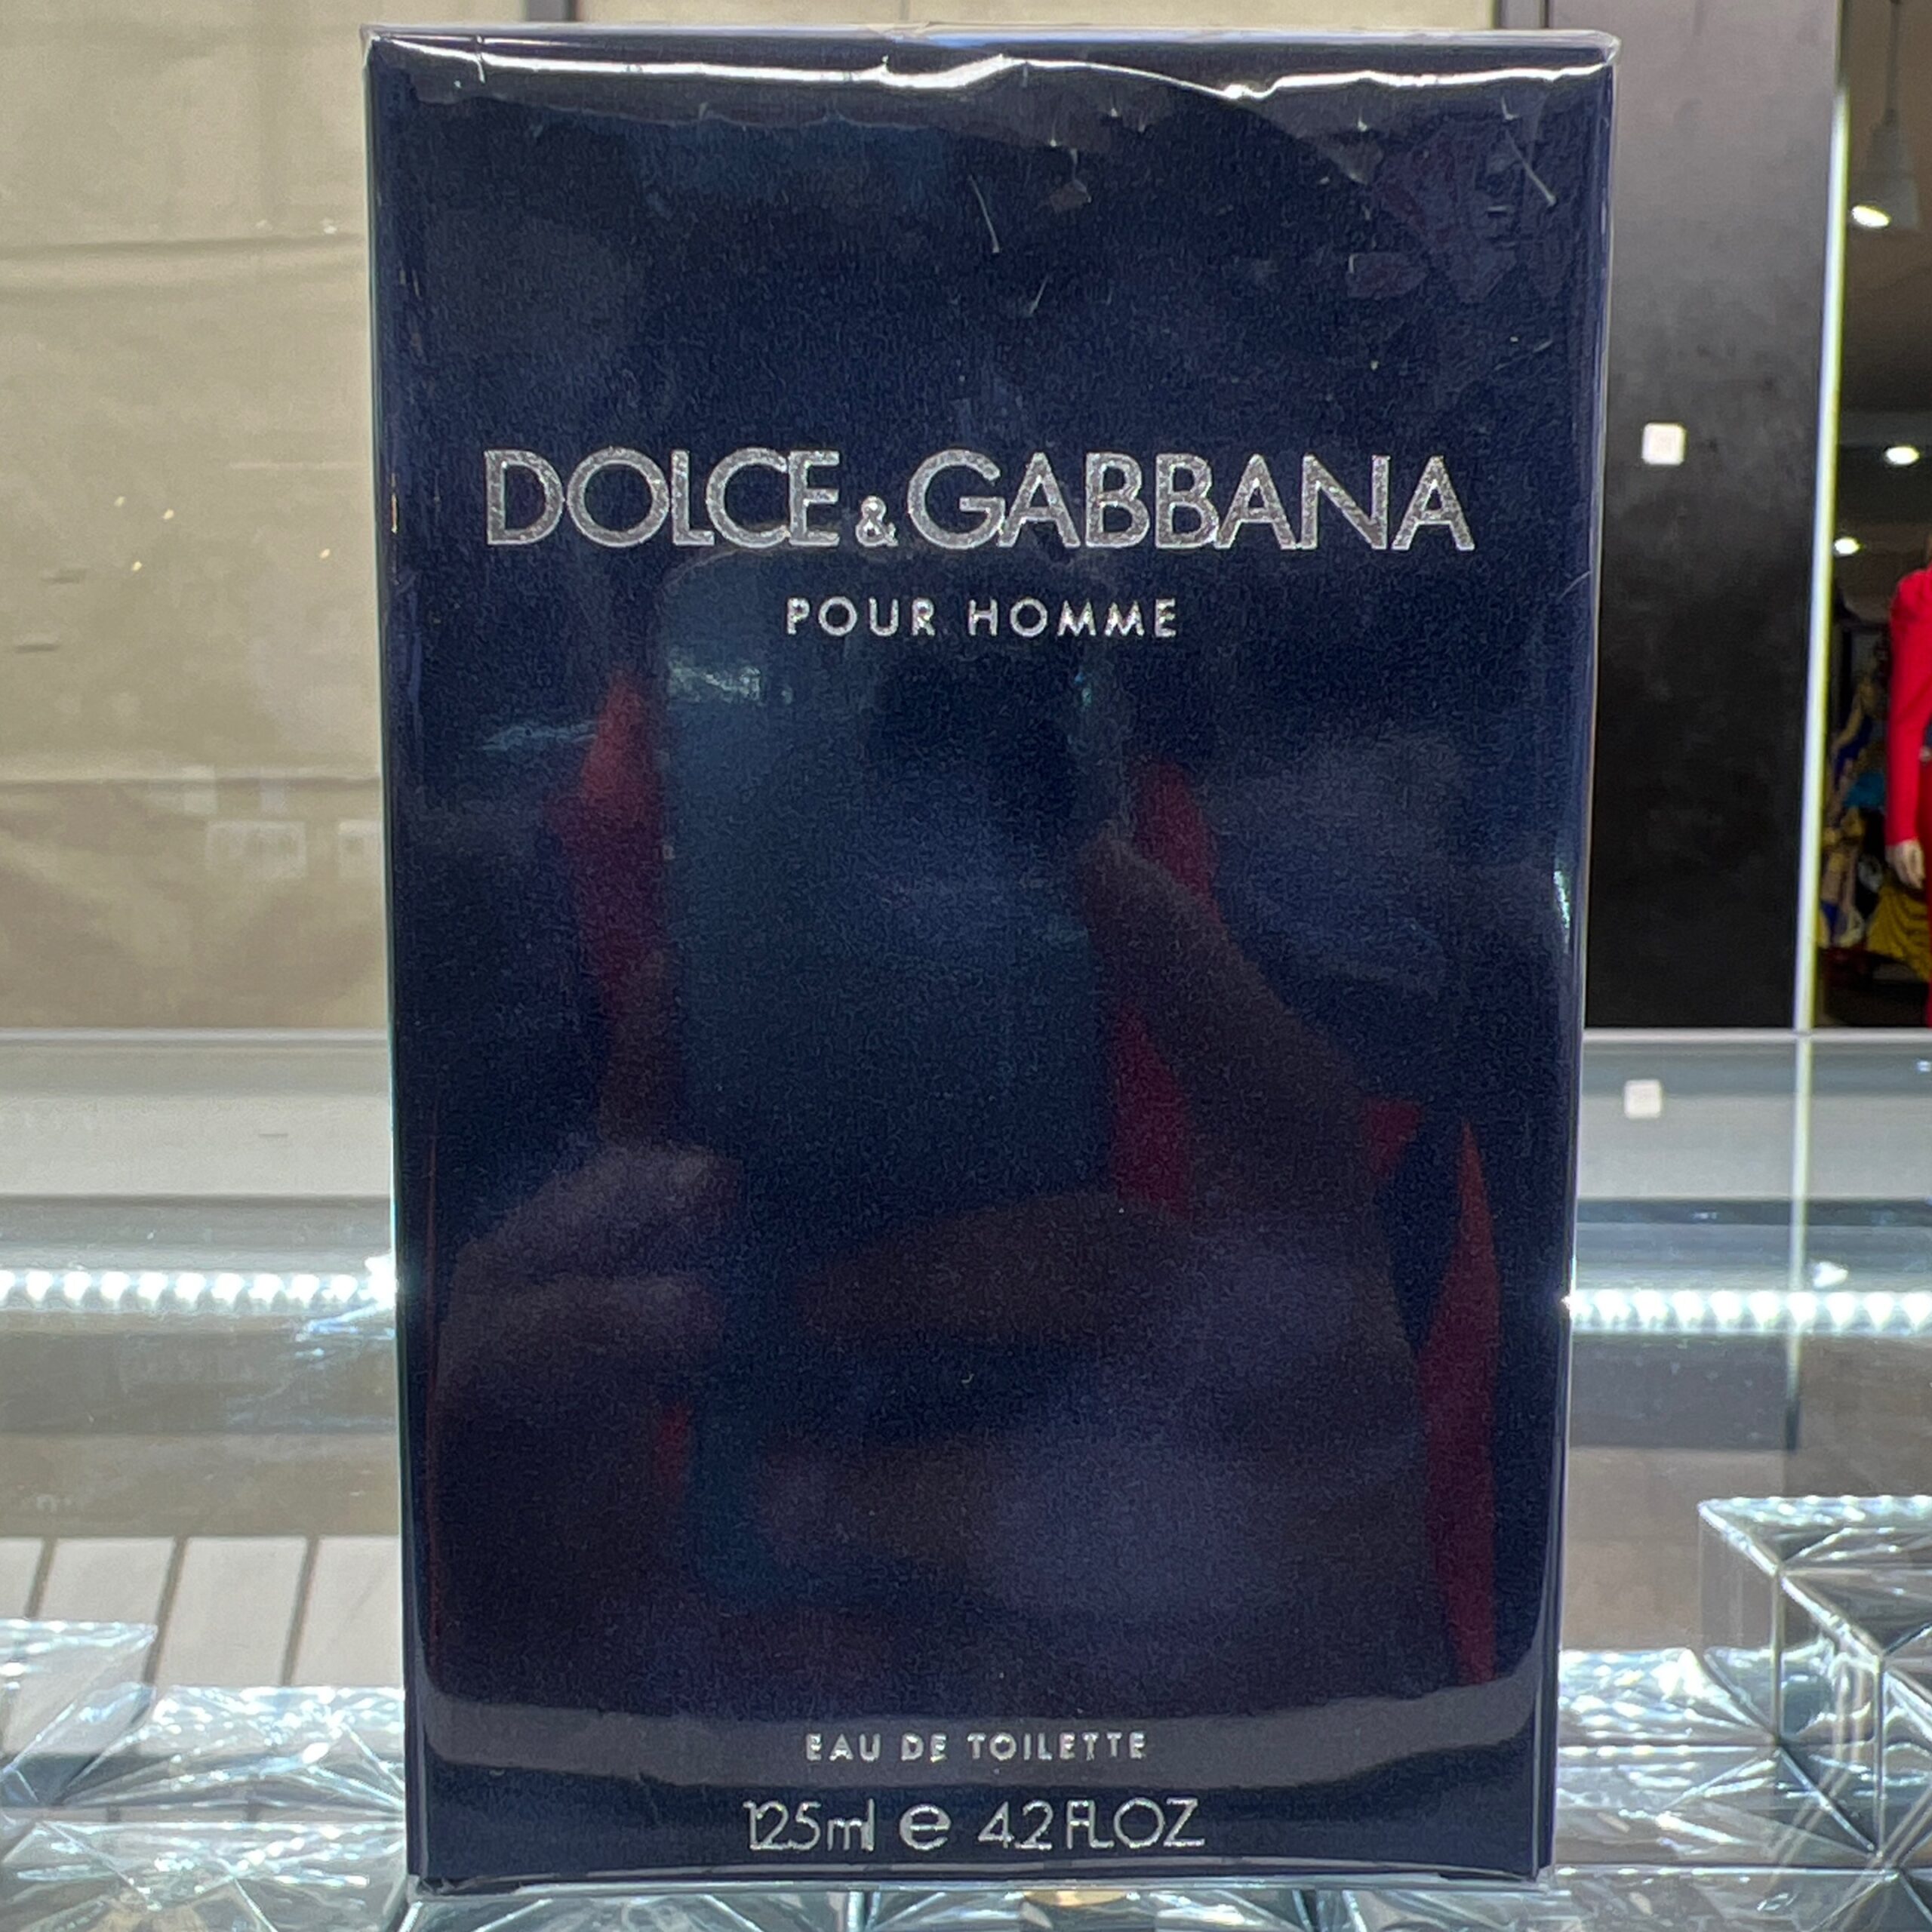 DOLCE & GABBANA
POUR HOMME
EAU DE TOILETTE
125ml e 4.2 FL.OZ